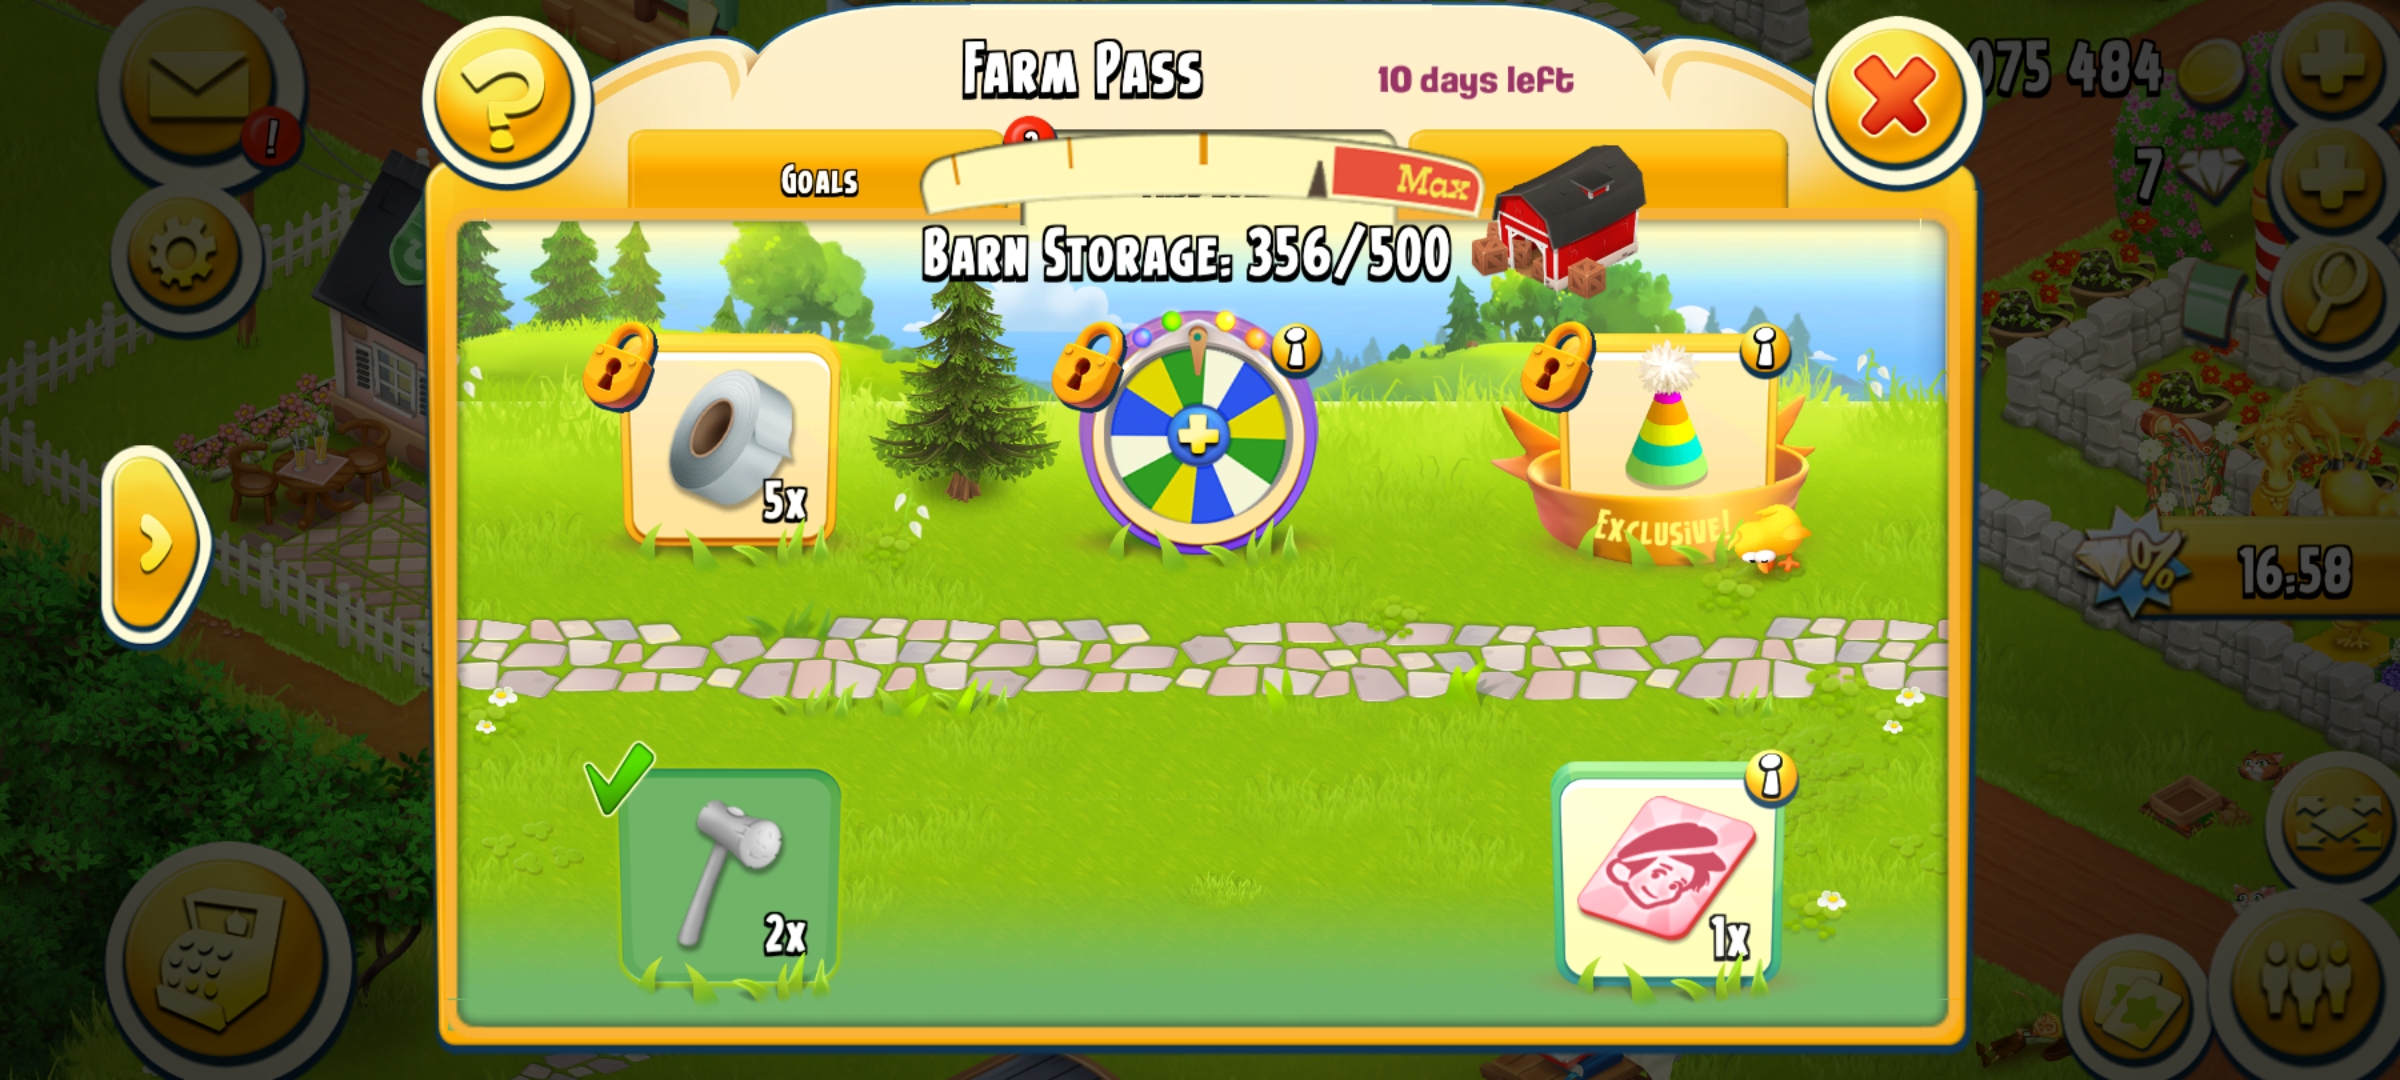 FARM PASS
10 days left
075 484
!
GOALS
Max
7
BARN STORAGE: 356/500
5x
EXCLUSIVE!
%
16:58
2x
1x